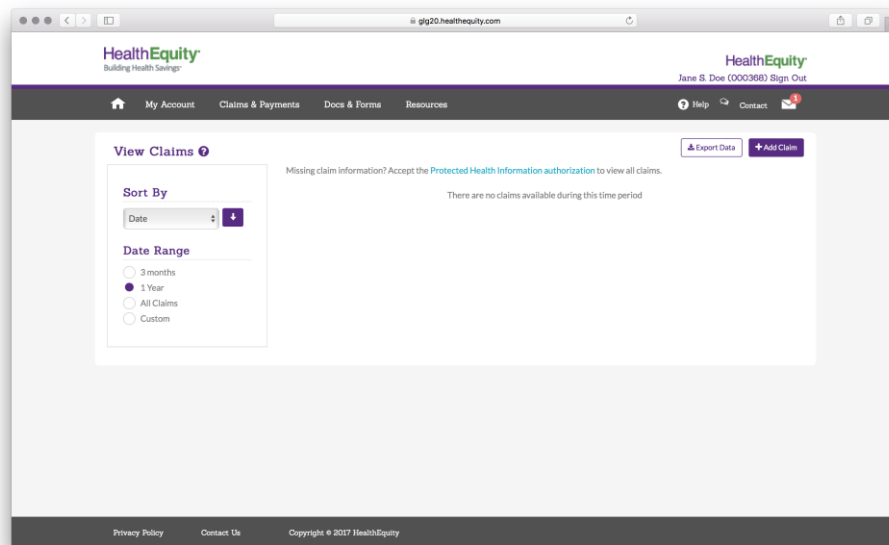 glg20.healthequity.com
HealthEquity
Building Health Savings
HealthEquity
Jane S. Doe (000368) Sign Out
My Account Claims & Payments Docs & Forms Resources
Help Contact 1
View Claims
Export Data Add Claim
Missing claim information? Accept the Protected Health Information authorization to view all claims.
There are no claims available during this time period
Sort By
Date
Date Range
3 months
1 Year
All Claims
Custom
Privacy Policy Contact Us Copyright © 2017 HealthEquity